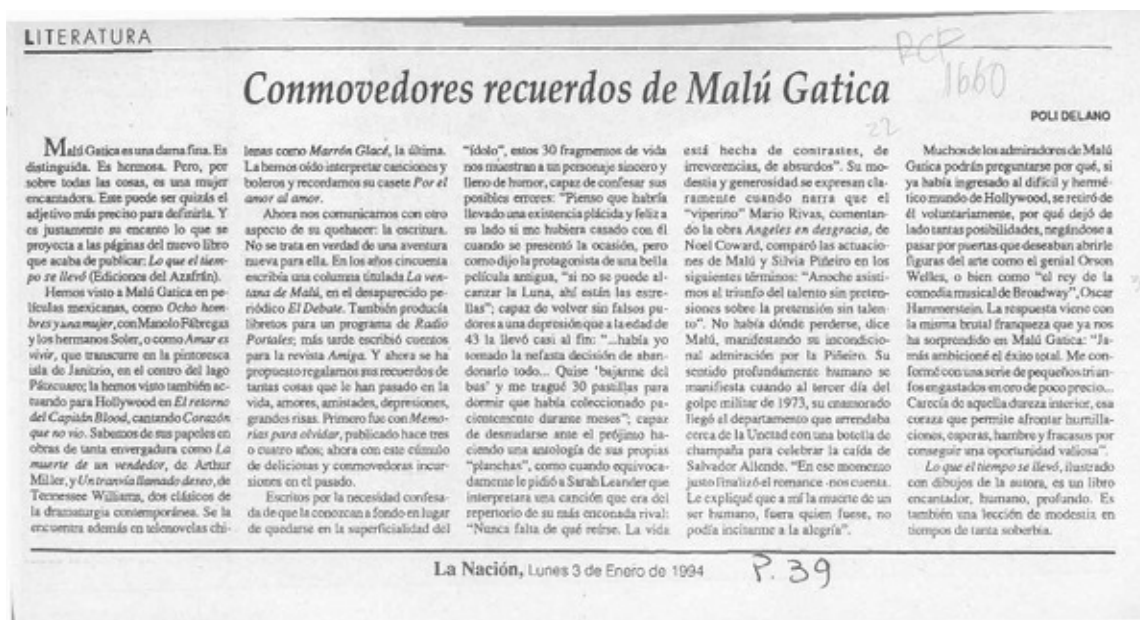 LITERATURA
RCP
1660
Conmovedores recuerdos de Malú Gatica
22
POLI DELANO
Malú Gatica es una dama fina. Es
distinguida. Es hermosa. Pero, por
sobre todas las cosas, es una mujer
encantadora. Este puede ser quizás el
adjetivo más preciso para definirla. Y
es justamente su encanto lo que se
proyecta a las páginas del nuevo libro
que acaba de publicar: Lo que el tiem-
po se llevó (Ediciones del Azafrán).
Hemos visto a Malú Gatica en pe-
lículas mexicanas, como Ocho hom-
bres y una mujer, con Manolo Fábregas
y los hermanos Soler, o como Amar es
vivir, que transcurre en la pintoresca
isla de Janitzio, en el centro del lago
Pátzcuaro; la hemos visto también ac-
tuando para Hollywood en El retorno
del Capitán Blood, cantando Corazón
que no vio. Sabemos de sus papeles en
obras de tanta envergadura como La
muerte de un vendedor, de Arthur
Miller, y Un tranvía llamado deseo, de
Tennessee Williams, dos clásicos de
la dramaturgia contemporánea. Se la
encuentra además en telenovelas chi-
lenas como Marrón Glacé, la última.
La hemos oído interpretar canciones y
boleros y recordamos su casete Por el
amor al amor.
Ahora nos comunicamos con otro
aspecto de su quehacer: la escritura.
No se trata en verdad de una aventura
nueva para ella. En los años cincuenta
escribía una columna titulada La ven-
tana de Malú, en el desaparecido pe-
riódico El Debate. También producía
libretos para un programa de Radio
Portales; más tarde escribió cuentos
para la revista Amiga. Y ahora se ha
propuesto regalarnos sus recuerdos de
tantas cosas que le han pasado en la
vida, amores, amistades, depresiones,
grandes risas. Primero fue con Memo-
rias para olvidar, publicado hace tres
o cuatro años; ahora con este cúmulo
de deliciosas y conmovedoras incur-
siones en el pasado.
Escritos por la necesidad confesa-
da de que la conozcan a fondo en lugar
de quedarse en la superficialidad del
"ídolo", estos 30 fragmentos de vida
nos muestran a un personaje sincero y
lleno de humor, capaz de confesar sus
posibles errores: "Pienso que habría
llevado una existencia plácida y feliz a
su lado si me hubiera casado con él
cuando se presentó la ocasión, pero
como dijo la protagonista de una bella
película antigua, "si no se puede al-
canzar la Luna, ahí están las estre-
llas"; capaz de volver sin falsos pu-
dores a una depresión que a la edad de
43 la llevó casi al fin: "...había yo
tomado la nefasta decisión de aban-
donarlo todo... Quise 'bajarme del
bus' y me tragué 30 pastillas para
dormir que había coleccionado pa-
cientemente durante meses"; capaz
de desnudarse ante el prójimo ha-
ciendo una antología de sus propias
"planchas", como cuando equivoca-
damente le pidió a Sarah Leander que
interpretara una canción que era del
repertorio de su más enconada rival:
"Nunca falta de qué reírse. La vida
está hecha de contrastes, de
irreverencias, de absurdos". Su mo-
destia y generosidad se expresan cla-
ramente cuando narra que el
"viperino" Mario Rivas, comentan-
do la obra Angeles en desgracia, de
Noel Coward, comparó las actuacio-
nes de Malú y Silvia Piñeiro en los
siguientes términos: "Anoche asisti-
mos al triunfo del talento sin preten-
siones sobre la pretensión sin talen-
to". No había dónde perderse, dice
Malú, manifestando su incondicio-
nal admiración por la Piñeiro. Su
sentido profundamente humano se
manifiesta cuando al tercer día del
golpe militar de 1973, su enamorado
llegó al departamento que arrendaba
cerca de la Unctad con una botella de
champaña para celebrar la caída de
Salvador Allende. "En ese momento
justo finalizó el romance -nos cuenta.
Le expliqué que a mí la muerte de un
ser humano, fuera quien fuese, no
podía incitarme a la alegría".
Muchos de los admiradores de Malú
Gatica podrán preguntarse por qué, si
ya había ingresado al difícil y hermé-
tico mundo de Hollywood, se retiró de
él voluntariamente, por qué dejó de
lado tantas posibilidades, negándose a
pasar por puertas que deseaban abrirle
figuras del arte como el genial Orson
Welles, o bien como "el rey de la
comedia musical de Broadway", Oscar
Hammerstein. La respuesta viene con
la misma brutal franqueza que ya nos
ha sorprendido en Malú Gatica: "Ja-
más ambicioné el éxito total. Me con-
formé con una serie de pequeños triun-
fos engastados en oro de poco precio...
Carecía de aquella dureza interior, esa
coraza que permite afrontar humilla-
ciones, esperas, hambre y fracasos por
conseguir una oportunidad valiosa".
Lo que el tiempo se llevó, ilustrado
con dibujos de la autora, es un libro
encantador, humano, profundo. Es
también una lección de modestia en
tiempos de tanta soberbia.
La Nación, Lunes 3 de Enero de 1994 P. 39